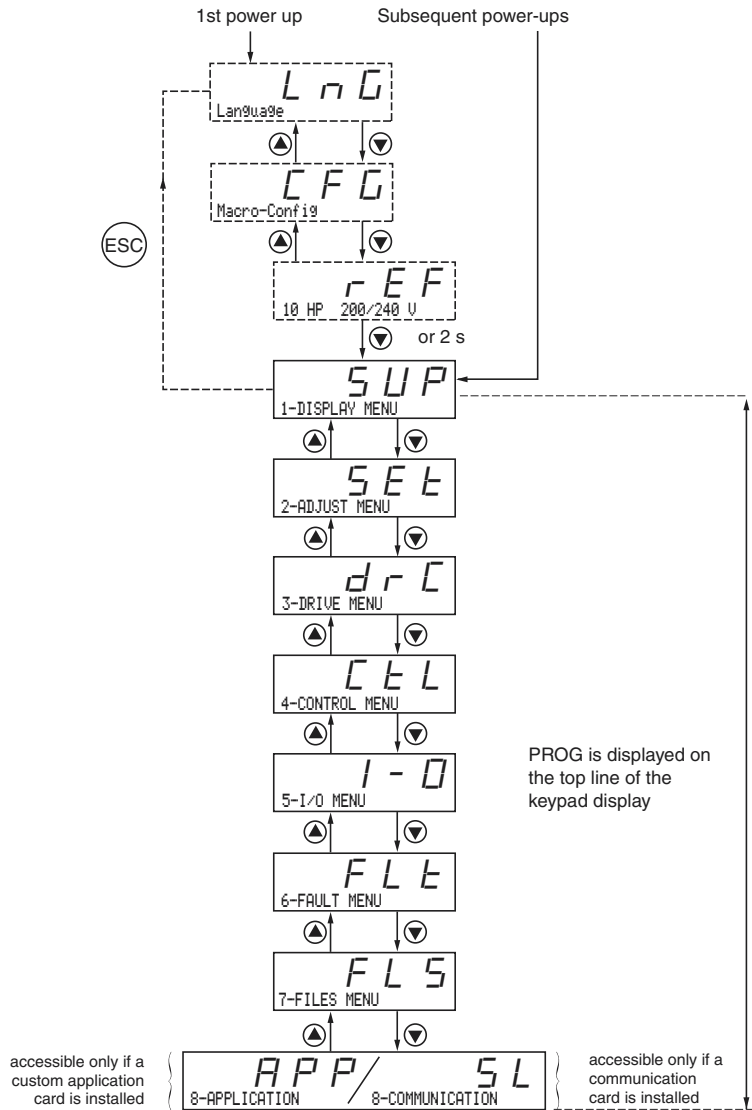 1st power up
Subsequent power-ups
LnG
Language
CFG
Macro-Config
ESC
rEF
10 HP 200/240 V
or 2 s
SUP
1-DISPLAY MENU
SEt
2-ADJUST MENU
drC
3-DRIVE MENU
CtL
4-CONTROL MENU
I-O
5-I/O MENU
PROG is displayed on
the top line of the
keypad display
FLt
6-FAULT MENU
FLS
7-FILES MENU
accessible only if a
custom application
card is installed
APP/ SL
8-APPLICATION 8-COMMUNICATION
accessible only if a
communication
card is installed